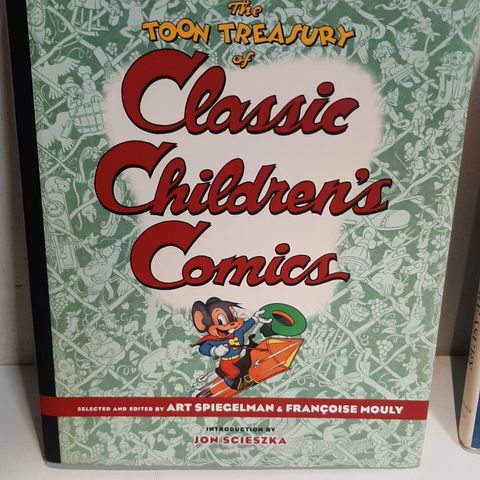 The
TOON TREASURY
of
Classic
Children's
Comics
SELECTED AND EDITED BY ART SPIEGELMAN & FRANÇOISE MOULY
INTRODUCTION BY
JON SCIESZKA